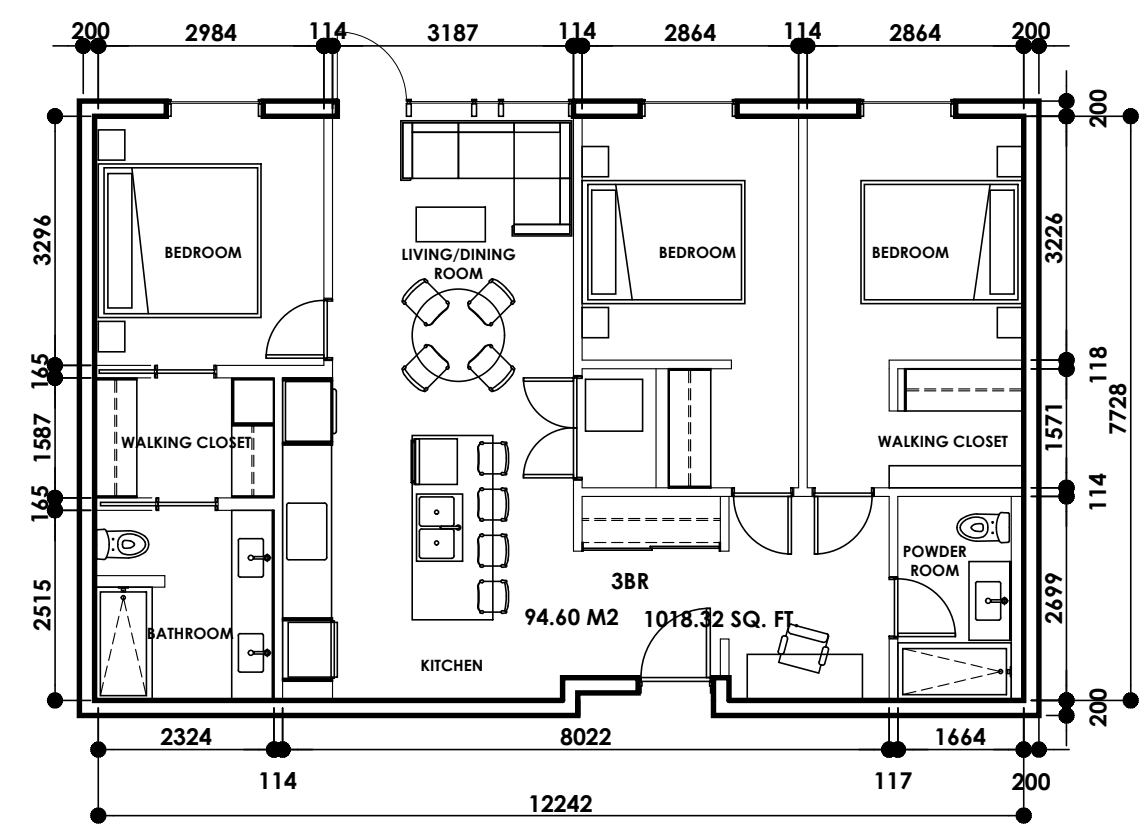 200 2984 114 3187 114 2864 114 2864 200
200
3296
BEDROOM
LIVING/DINING
ROOM
BEDROOM
BEDROOM
3226
165
118
7728
1587
WALKING CLOSET
WALKING CLOSET
1571
165
114
POWDER
ROOM
2515
3BR
2699
94.60 M2 1018.32 SQ. FT.
BATHROOM
KITCHEN
200
2324 8022 1664
114 117 200
12242